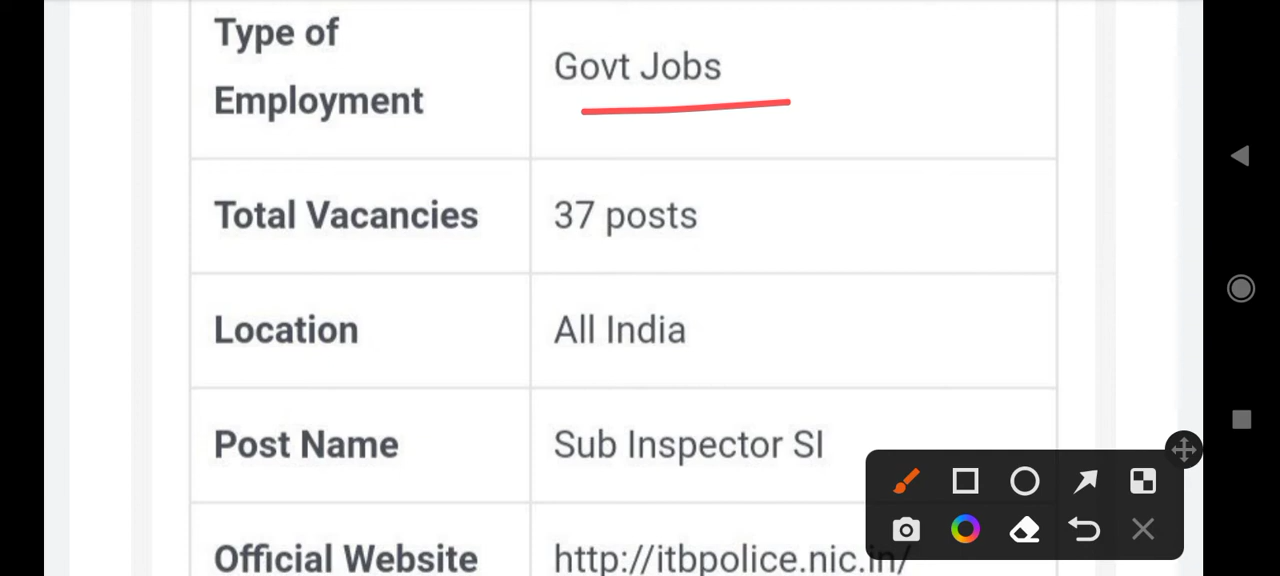 Type of
Employment
Govt Jobs
Total Vacancies
37 posts
Location
All India
Post Name
Sub Inspector SI
Official Website
http://itbpolice.nic.in/